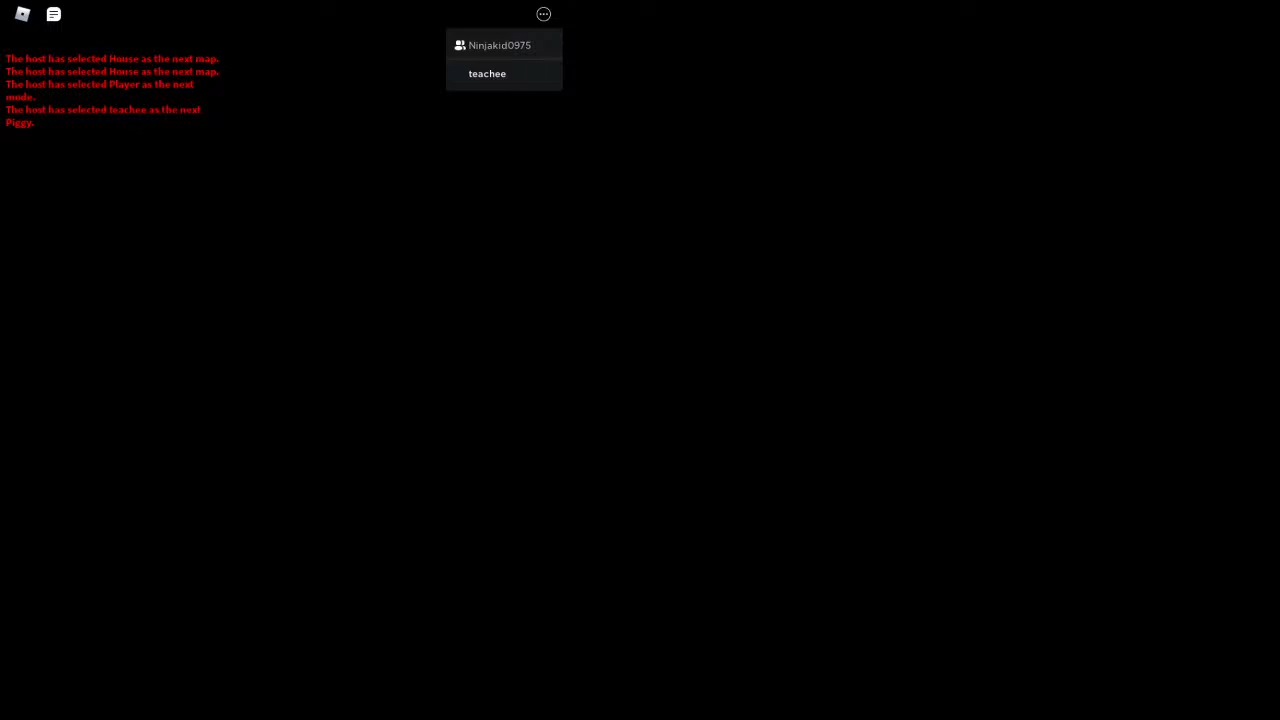 The host has selected House as the next map.
The host has selected House as the next map.
The host has selected Player as the next
mode.
The host has selected teachee as the next
Piggy.
Ninjakid0975
teachee